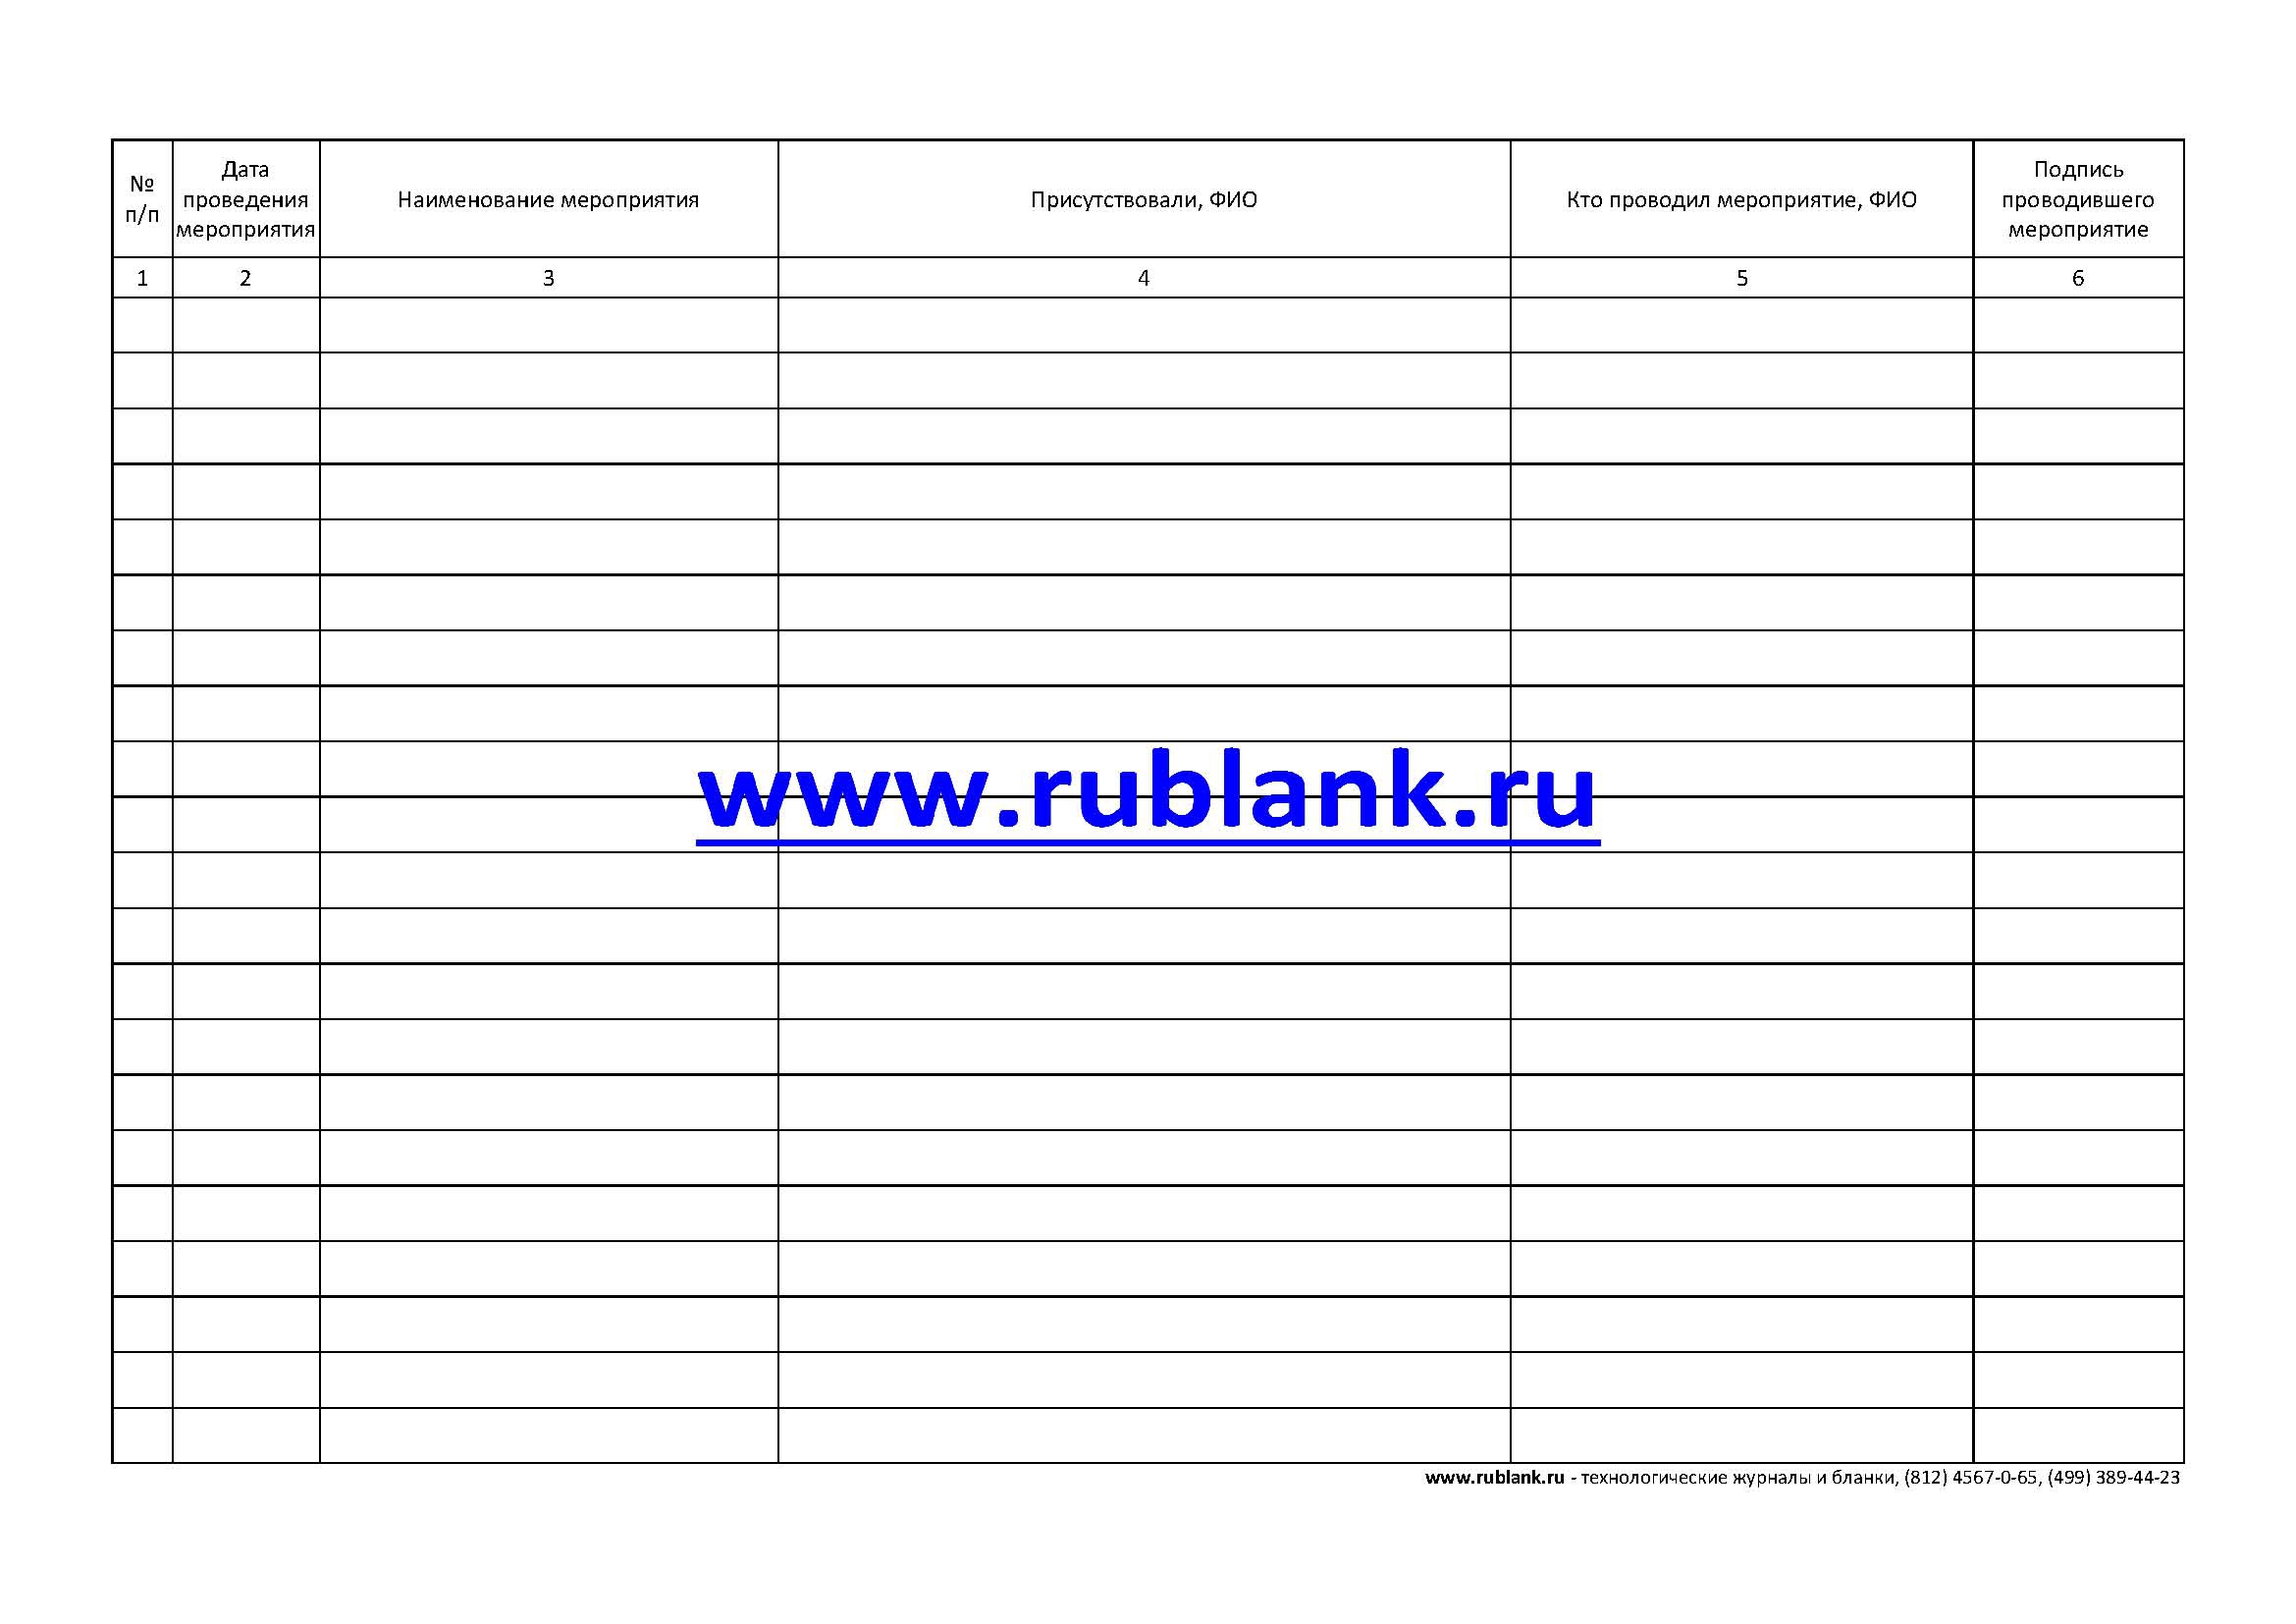 №
п/п
Дата
проведения
мероприятия
Наименование мероприятия
Присутствовали, ФИО
Кто проводил мероприятие, ФИО
Подпись
проводившего
мероприятие
1 2 3 4 5 6
www.rublank.ru
www.rublank.ru - технологические журналы и бланки, (812) 4567-0-65, (499) 389-44-23